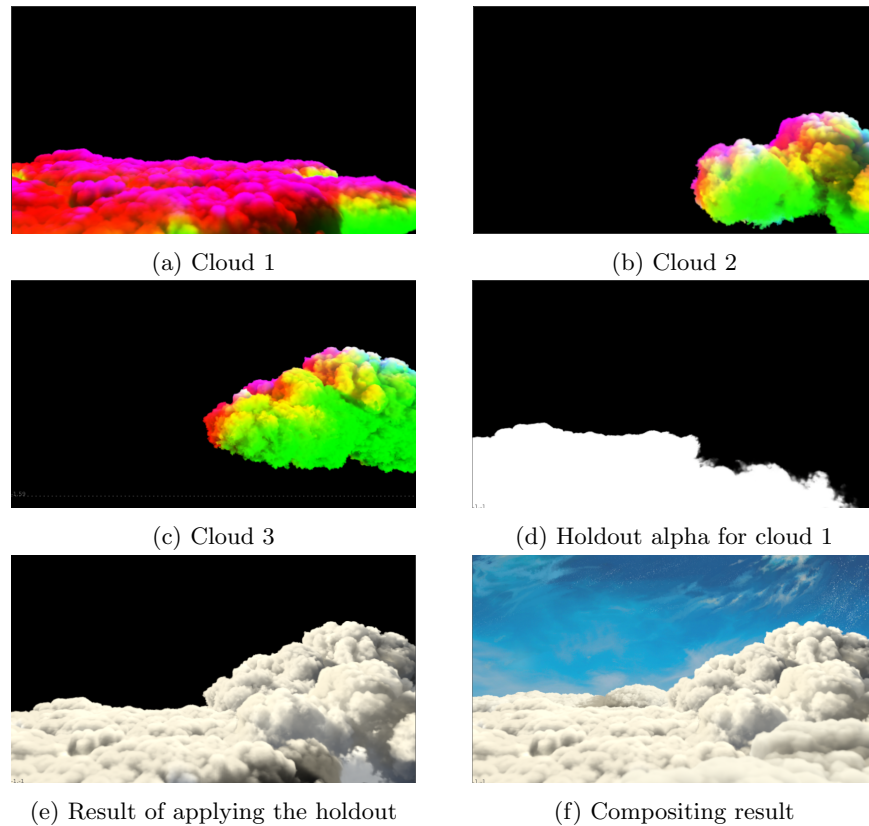 (a) Cloud 1
(b) Cloud 2
(c) Cloud 3
(d) Holdout alpha for cloud 1
(e) Result of applying the holdout
(f) Compositing result